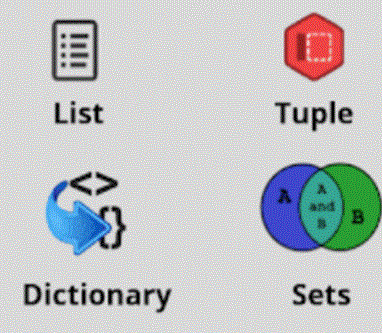 List
Tuple
<>
{}
A
A
and
B
B
Dictionary
Sets